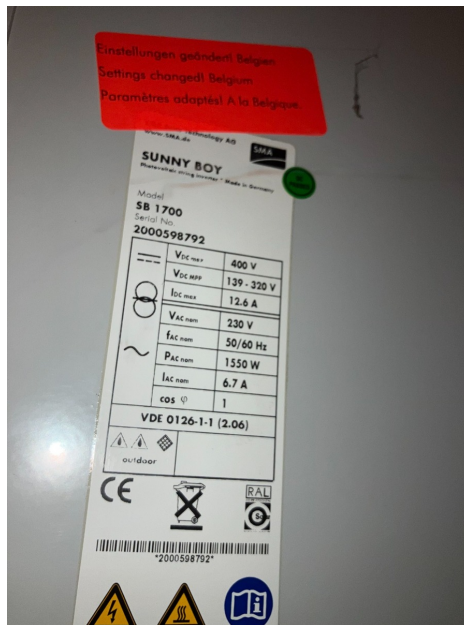 Einstellungen geändert! Belgien
Settings changed! Belgium
Paramètres adaptés! A la Belgique.
Technology AG
www.SMA.de
SMA
SUNNY BOY
Photovoltaic string inverter Made in Germany
Model
SB 1700
Serial No.
2000598792
VDC max 400 V
VDC MPP 139 - 320 V
IDC max 12.6 A
VAC nom 230 V
fAC nom 50/60 Hz
PAC nom 1550 W
IAC nom 6.7 A
cos φ 1
VDE 0126-1-1 (2.06)
outdoor
CE
RAL
*2000598792*